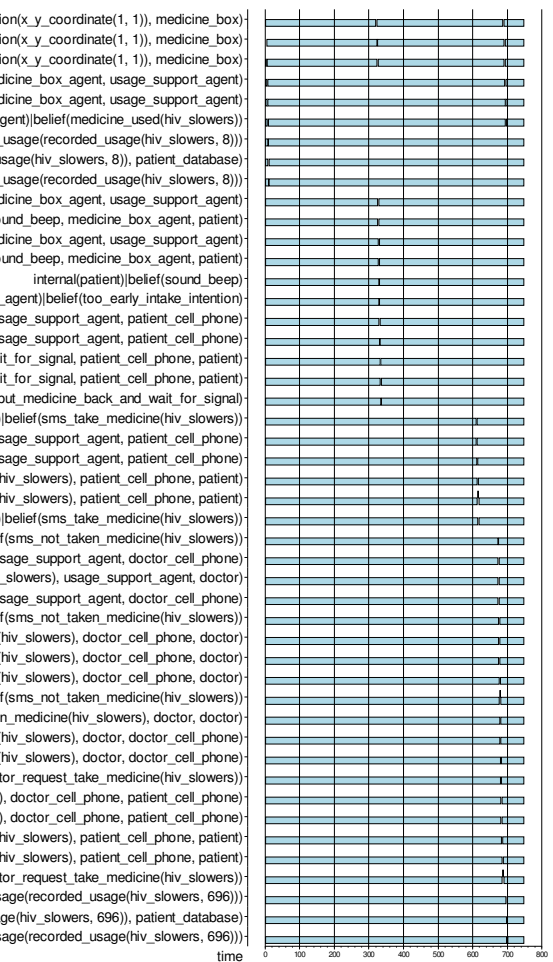 ion(x_y_coordinate(1, 1)), medicine_box)
ion(x_y_coordinate(1, 1)), medicine_box)
ion(x_y_coordinate(1, 1)), medicine_box)
dicine_box_agent, usage_support_agent)
dicine_box_agent, usage_support_agent)
gent)|belief(medicine_used(hiv_slowers))
_usage(recorded_usage(hiv_slowers, 8)))
usage(hiv_slowers, 8)), patient_database)
_usage(recorded_usage(hiv_slowers, 8)))
dicine_box_agent, usage_support_agent)
und_beep, medicine_box_agent, patient)
dicine_box_agent, usage_support_agent)
und_beep, medicine_box_agent, patient)
internal(patient)|belief(sound_beep)
_agent)|belief(too_early_intake_intention)
sage_support_agent, patient_cell_phone)
sage_support_agent, patient_cell_phone)
it_for_signal, patient_cell_phone, patient)
it_for_signal, patient_cell_phone, patient)
out_medicine_back_and_wait_for_signal)
)|belief(sms_take_medicine(hiv_slowers))
sage_support_agent, patient_cell_phone)
sage_support_agent, patient_cell_phone)
hiv_slowers), patient_cell_phone, patient)
hiv_slowers), patient_cell_phone, patient)
)|belief(sms_take_medicine(hiv_slowers))
f(sms_not_taken_medicine(hiv_slowers))
sage_support_agent, doctor_cell_phone)
_slowers), usage_support_agent, doctor)
sage_support_agent, doctor_cell_phone)
f(sms_not_taken_medicine(hiv_slowers))
(hiv_slowers), doctor_cell_phone, doctor)
(hiv_slowers), doctor_cell_phone, doctor)
(hiv_slowers), doctor_cell_phone, doctor)
f(sms_not_taken_medicine(hiv_slowers))
n_medicine(hiv_slowers), doctor, doctor)
(hiv_slowers), doctor, doctor_cell_phone)
(hiv_slowers), doctor, doctor_cell_phone)
tor_request_take_medicine(hiv_slowers))
), doctor_cell_phone, patient_cell_phone)
), doctor_cell_phone, patient_cell_phone)
hiv_slowers), patient_cell_phone, patient)
hiv_slowers), patient_cell_phone, patient)
tor_request_take_medicine(hiv_slowers))
sage(recorded_usage(hiv_slowers, 696)))
ge(hiv_slowers, 696)), patient_database)
sage(recorded_usage(hiv_slowers, 696)))
time 0 100 200 300 400 500 600 700 800